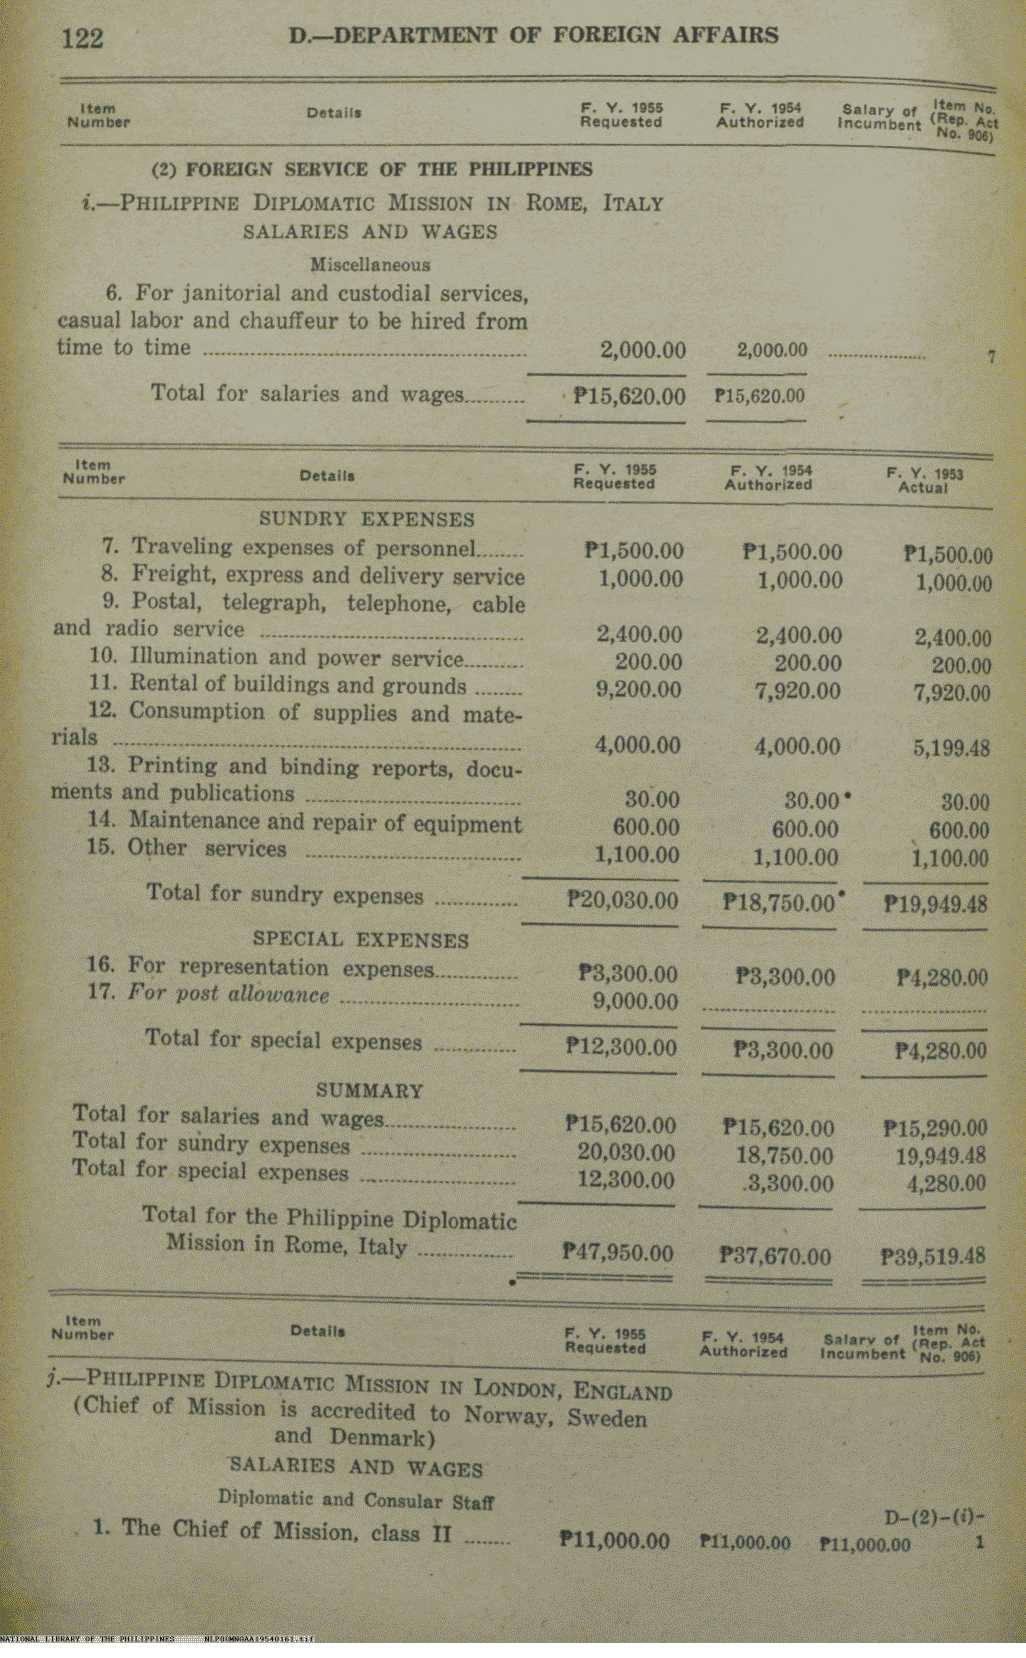 122 D.—DEPARTMENT OF FOREIGN AFFAIRS
Item Number Details F. Y. 1955 Requested F. Y. 1954 Authorized Salary of Incumbent Item No. (Rep. Act No. 906)
(2) FOREIGN SERVICE OF THE PHILIPPINES
i.—PHILIPPINE DIPLOMATIC MISSION IN ROME, ITALY
SALARIES AND WAGES
Miscellaneous
6. For janitorial and custodial services,
casual labor and chauffeur to be hired from
time to time .......... 2,000.00 2,000.00 .......... 7
Total for salaries and wages.......... ₱15,620.00 ₱15,620.00
Item Number Details F. Y. 1955 Requested F. Y. 1954 Authorized F. Y. 1953 Actual
SUNDRY EXPENSES
7. Traveling expenses of personnel........ ₱1,500.00 ₱1,500.00 ₱1,500.00
8. Freight, express and delivery service 1,000.00 1,000.00 1,000.00
9. Postal, telegraph, telephone, cable
and radio service .......... 2,400.00 2,400.00 2,400.00
10. Illumination and power service.......... 200.00 200.00 200.00
11. Rental of buildings and grounds ........ 9,200.00 7,920.00 7,920.00
12. Consumption of supplies and mate-
rials .......... 4,000.00 4,000.00 5,199.48
13. Printing and binding reports, docu-
ments and publications .......... 30.00 30.00 30.00
14. Maintenance and repair of equipment 600.00 600.00 600.00
15. Other services .......... 1,100.00 1,100.00 1,100.00
Total for sundry expenses .......... ₱20,030.00 ₱18,750.00 ₱19,949.48
SPECIAL EXPENSES
16. For representation expenses.......... ₱3,300.00 ₱3,300.00 ₱4,280.00
17. For post allowance .......... 9,000.00 .......... ..........
Total for special expenses .......... ₱12,300.00 ₱3,300.00 ₱4,280.00
SUMMARY
Total for salaries and wages.......... ₱15,620.00 ₱15,620.00 ₱15,290.00
Total for sundry expenses .......... 20,030.00 18,750.00 19,949.48
Total for special expenses .......... 12,300.00 3,300.00 4,280.00
Total for the Philippine Diplomatic
Mission in Rome, Italy .......... ₱47,950.00 ₱37,670.00 ₱39,519.48
Item Number Details F. Y. 1955 Requested F. Y. 1954 Authorized Salary of Incumbent Item No. (Rep. Act No. 906)
j.—PHILIPPINE DIPLOMATIC MISSION IN LONDON, ENGLAND
(Chief of Mission is accredited to Norway, Sweden
and Denmark)
SALARIES AND WAGES
Diplomatic and Consular Staff
D–(2)–(i)–
1. The Chief of Mission, class II ........ ₱11,000.00 ₱11,000.00 ₱11,000.00 1
NATIONAL LIBRARY OF THE PHILIPPINES NLPOOMNGAA19540161.tif